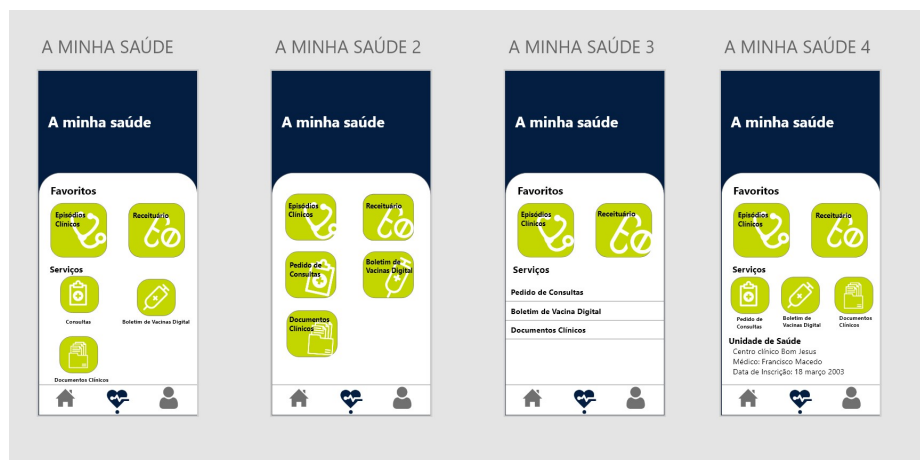 A MINHA SAÚDE
A minha saúde
Favoritos
Episódios
Clínicos
Receituário
Serviços
Consultas
Boletim de Vacinas Digital
Documentos Clínicos
A MINHA SAÚDE 2
A minha saúde
Episódios
Clínicos
Receituário
Pedido de
Consultas
Boletim de
Vacinas Digital
Documentos
Clínicos
A MINHA SAÚDE 3
A minha saúde
Favoritos
Episódios
Clínicos
Receituário
Serviços
Pedido de Consultas
Boletim de Vacina Digital
Documentos Clínicos
A MINHA SAÚDE 4
A minha saúde
Favoritos
Episódios
Clínicos
Receituário
Serviços
Pedido de
Consultas
Boletim de
Vacinas Digital
Documentos
Clínicos
Unidade de Saúde
Centro clínico Bom Jesus
Médico: Francisco Macedo
Data de Inscrição: 18 março 2003